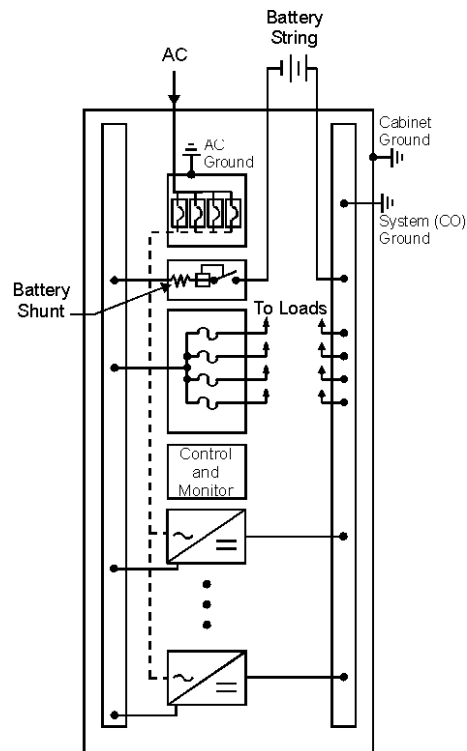 Battery
String
AC
Cabinet
Ground
AC
Ground
System (CO)
Ground
Battery
Shunt
To Loads
Control
and
Monitor